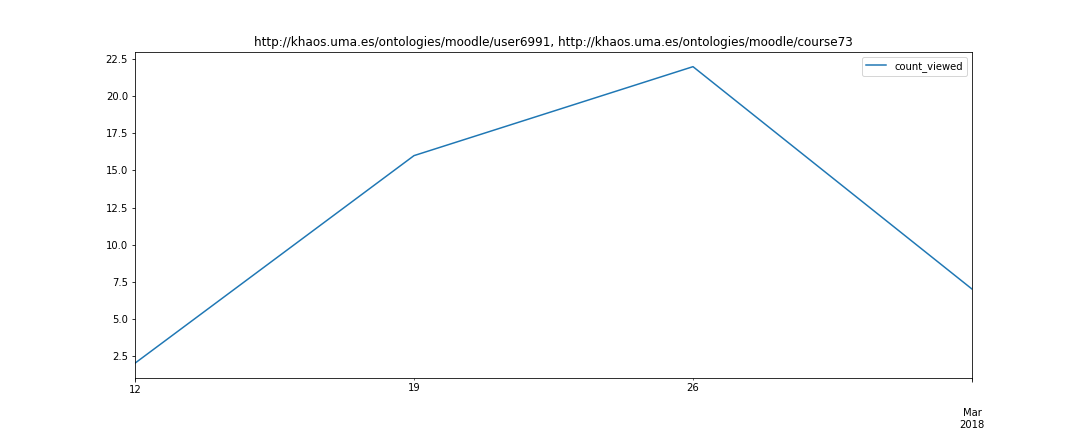 http://khaos.uma.es/ontologies/moodle/user6991, http://khaos.uma.es/ontologies/moodle/course73
count_viewed
22.5
20.0
17.5
15.0
12.5
10.0
7.5
5.0
2.5
12 19 26
Mar
2018